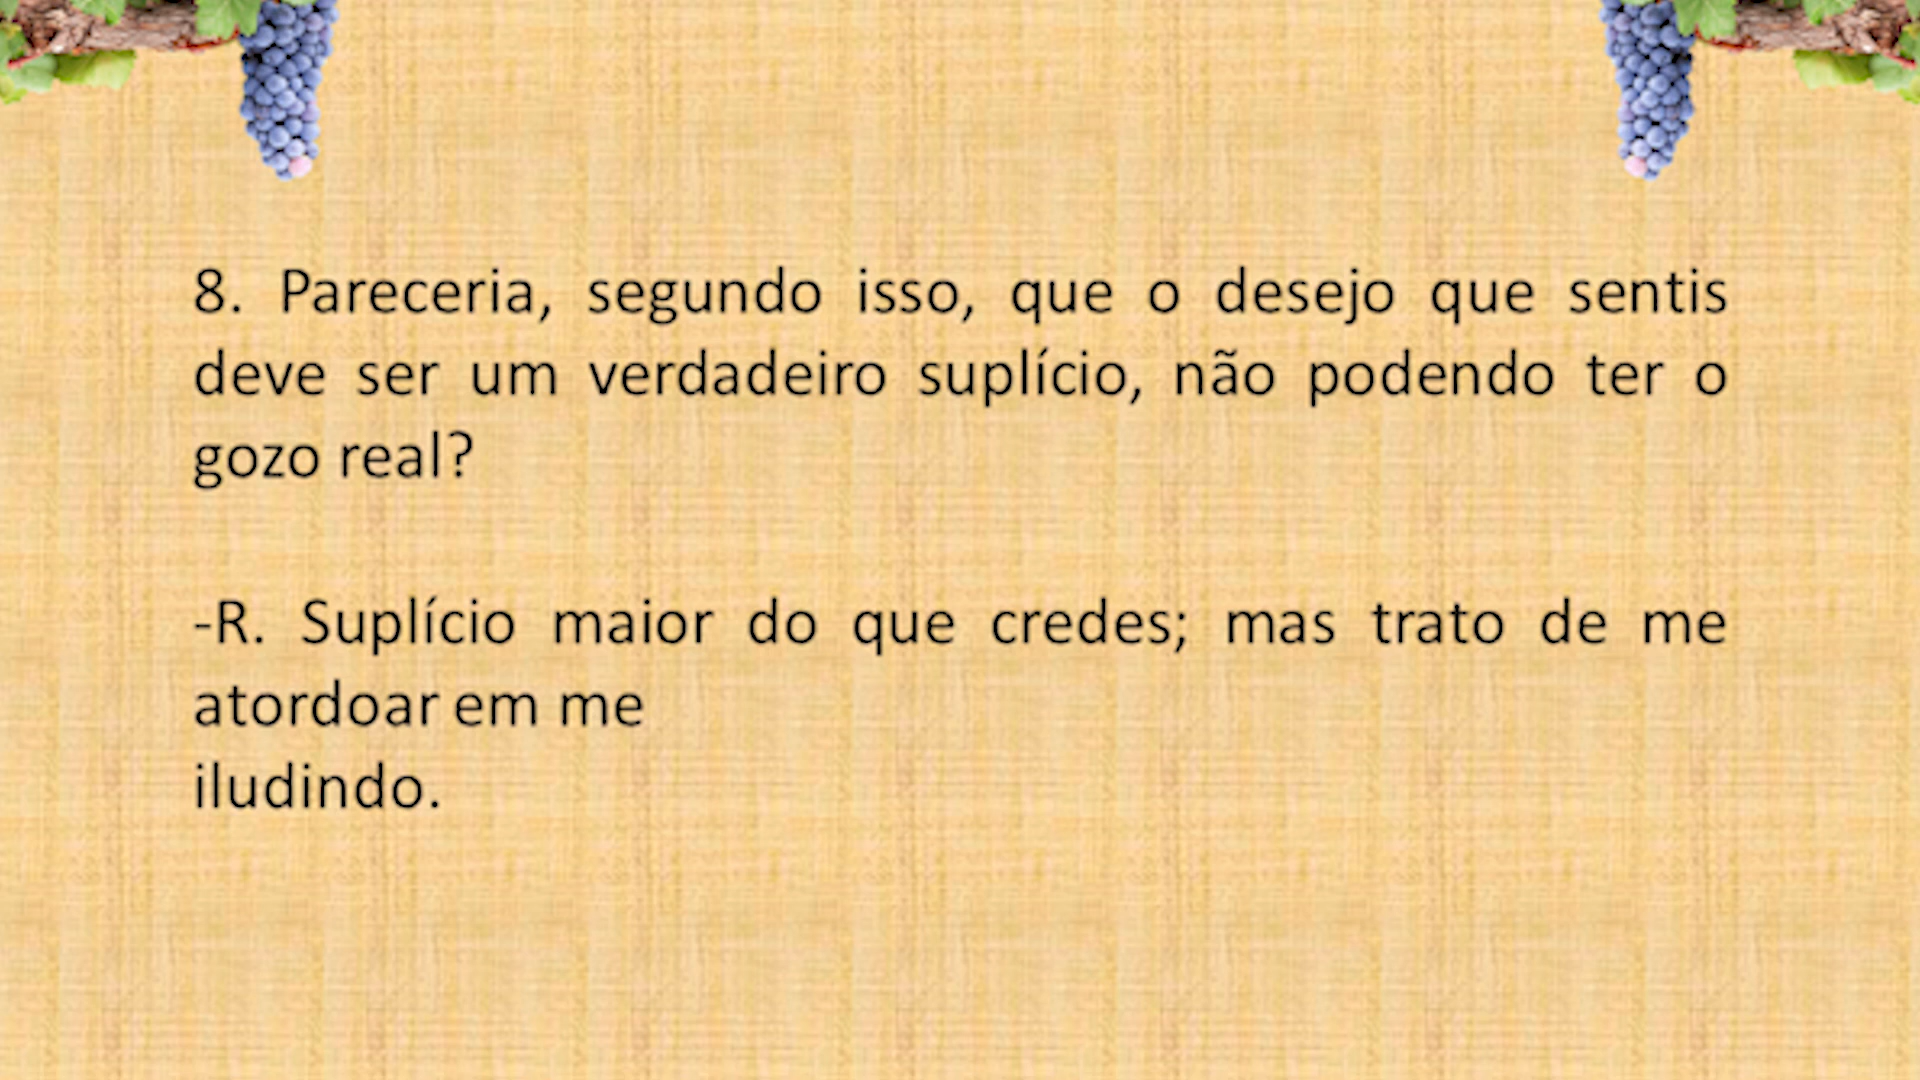 8. Pareceria, segundo isso, que o desejo que sentis
deve ser um verdadeiro suplício, não podendo ter o
gozo real?
-R. Suplício maior do que credes; mas trato de me
atordoar em me
iludindo.